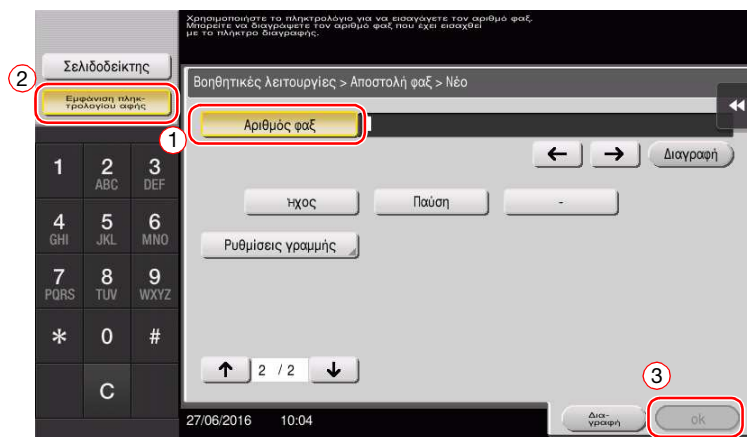 Χρησιμοποιήστε το πληκτρολόγιο για να εισαγάγετε τον αριθμό φαξ.
Μπορείτε να διαγράψετε τον αριθμό φαξ που έχει εισαχθεί
με το πλήκτρο διαγραφής.
Σελιδοδείκτης
2
Εμφάνιση πληκ-
τρολογίου αφής
Βοηθητικές λειτουργίες > Αποστολή φαξ > Νέο
1
Αριθμός φαξ
← → Διαγραφή
1 2 3
ABC DEF
Ήχος Παύση -
4 5 6
GHI JKL MNO
Ρυθμίσεις γραμμής
7 8 9
PQRS TUV WXYZ
* 0 #
↑ 2 / 2 ↓
C
3
27/06/2016 10:04
Δια-
γραφή
ok